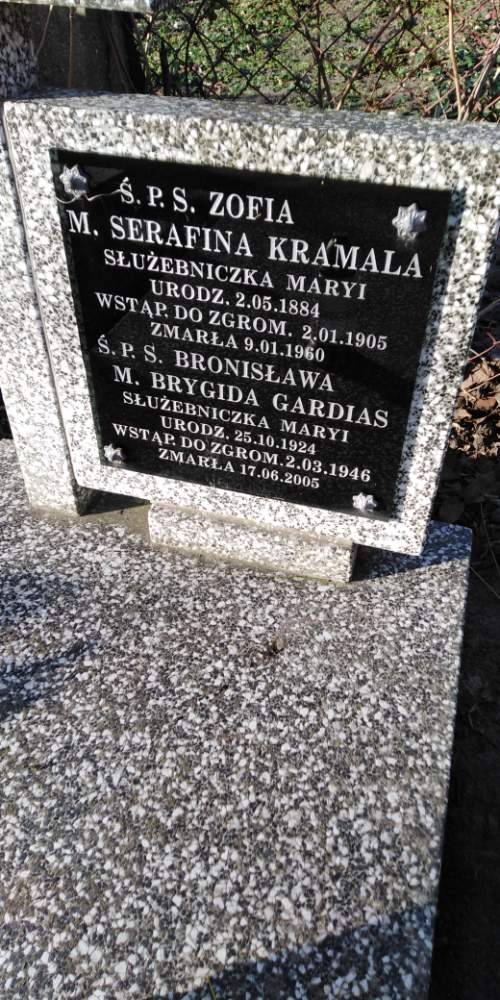 Ś. P. S. ZOFIA
M. SERAFINA KRAMALA
SŁUŻEBNICZKA MARYI
URODZ. 2.05.1884
WSTĄP. DO ZGROM. 2.01.1905
ZMARŁA 9.01.1960
Ś. P. S. BRONISŁAWA
M. BRYGIDA GARDIAS
SŁUŻEBNICZKA MARYI
URODZ. 25.10.1924
WSTĄP. DO ZGROM. 2.03.1946
ZMARŁA 17.06.2005